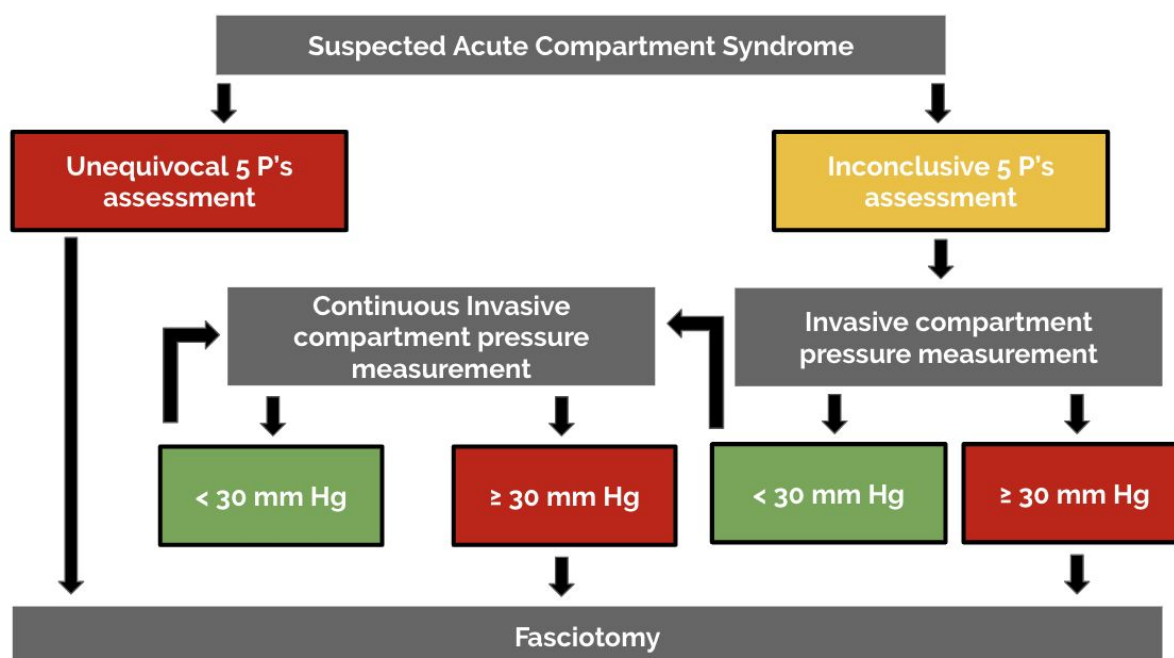 Suspected Acute Compartment Syndrome
Unequivocal 5 P's
assessment
Inconclusive 5 P's
assessment
Continuous Invasive
compartment pressure
measurement
Invasive compartment
pressure measurement
< 30 mm Hg
≥ 30 mm Hg
< 30 mm Hg
≥ 30 mm Hg
Fasciotomy